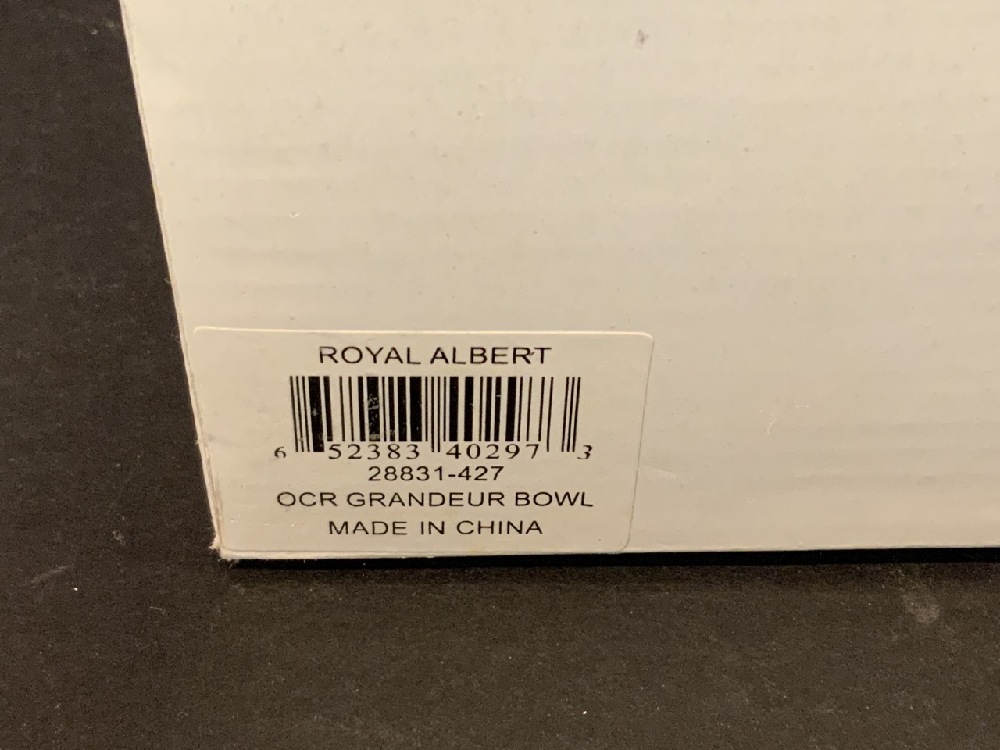 ROYAL ALBERT
6 52383 40297 3
28831-427
OCR GRANDEUR BOWL
MADE IN CHINA